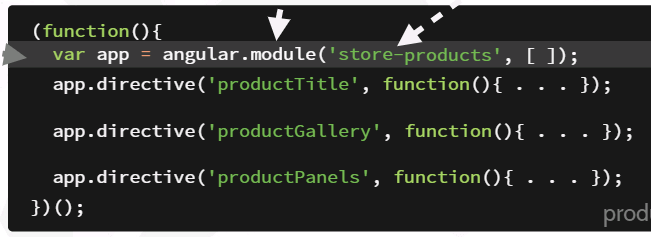 (function(){
var app = angular.module('store-products', [ ]);
app.directive('productTitle', function(){ . . . });
app.directive('productGallery', function(){ . . . });
app.directive('productPanels', function(){ . . . });
})();